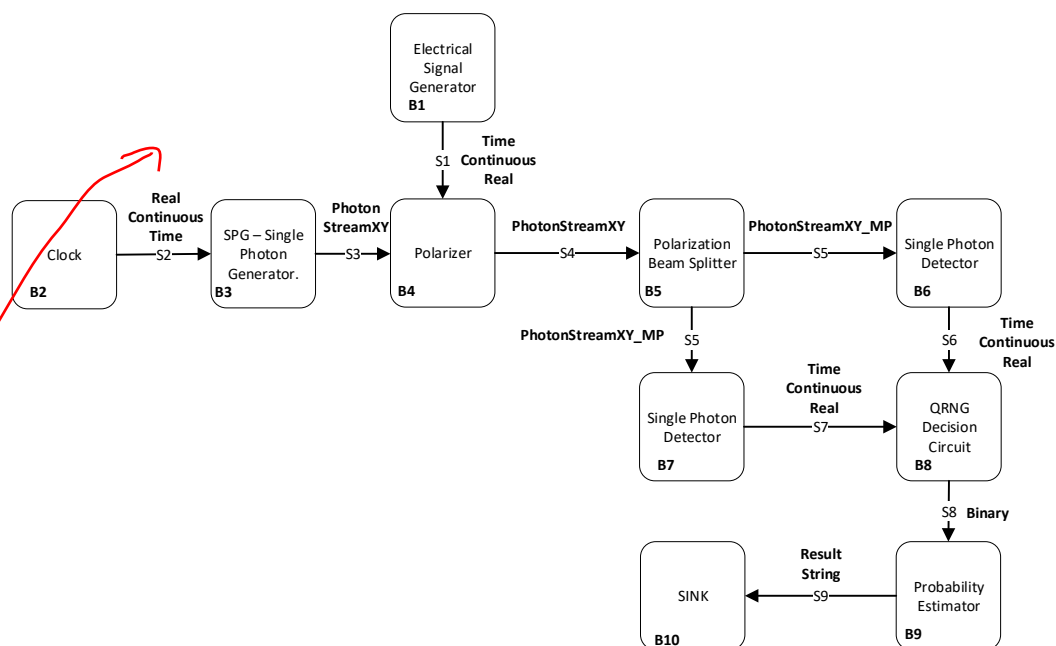 Electrical
Signal
Generator
B1
S1
Time
Continuous
Real
Clock
B2
Real
Continuous
Time
S2
SPG – Single
Photon
Generator.
B3
Photon
StreamXY
S3
Polarizer
B4
PhotonStreamXY
S4
Polarization
Beam Splitter
B5
PhotonStreamXY_MP
S5
Single Photon
Detector
B6
PhotonStreamXY_MP
S5
Time
Continuous
Real
S6
Single Photon
Detector
B7
Time
Continuous
Real
S7
QRNG
Decision
Circuit
B8
S8
Binary
SINK
B10
Result
String
S9
Probability
Estimator
B9